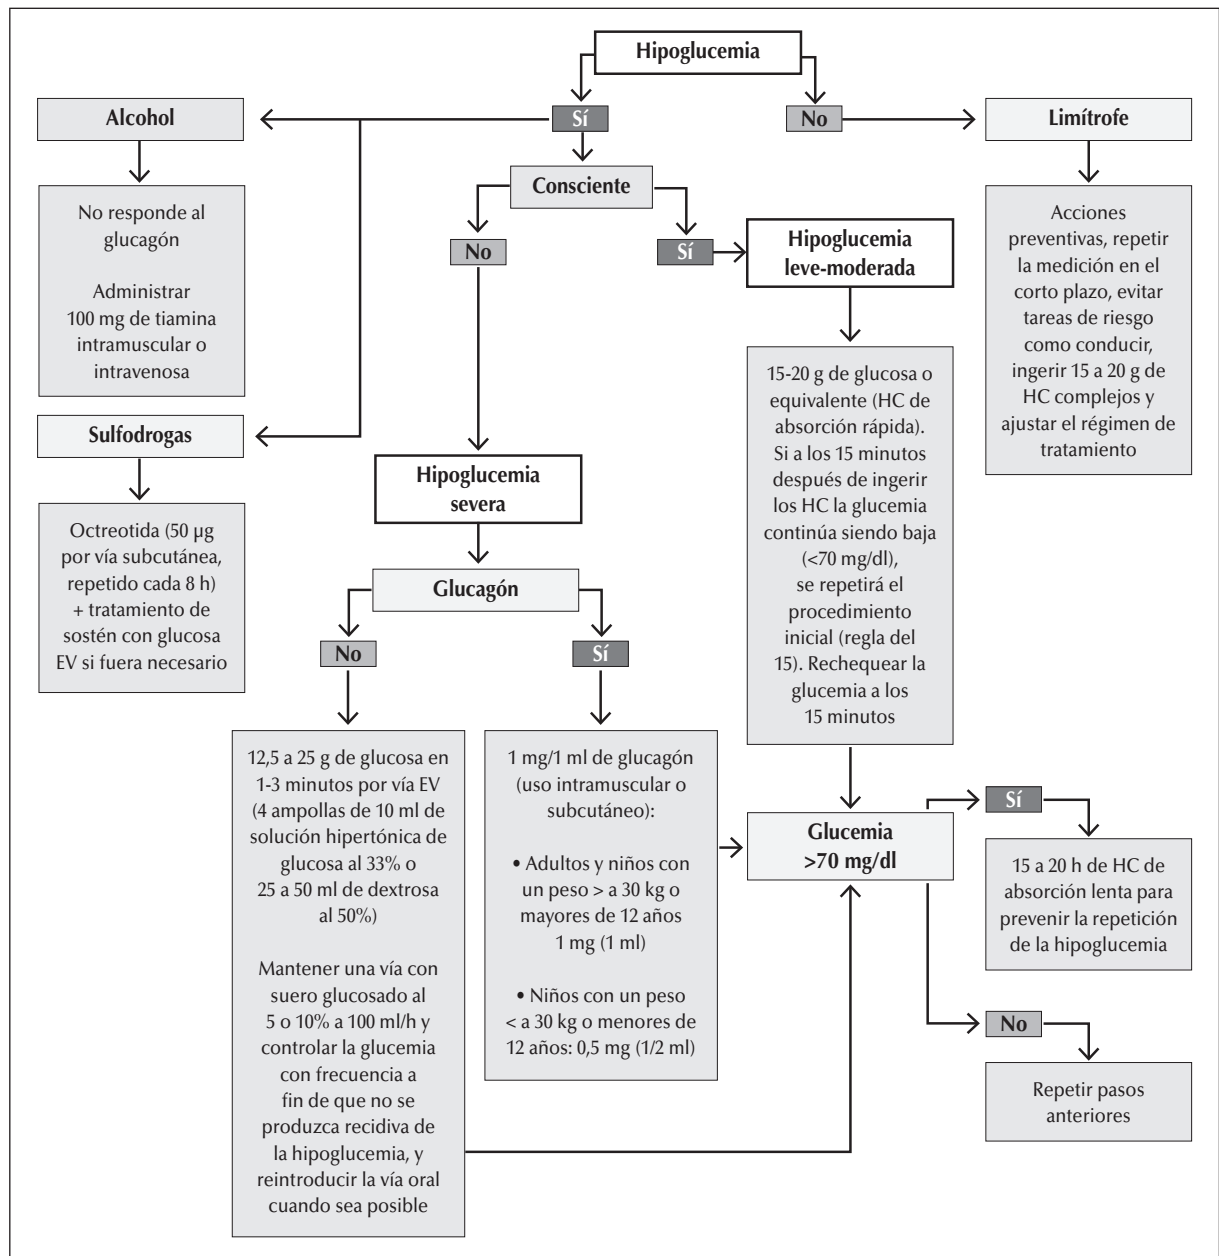 Hipoglucemia
Sí
No
Alcohol
Limítrofe
Consciente
No responde al
glucagón
Administrar
100 mg de tiamina
intramuscular o
intravenosa
No
Sí
Hipoglucemia
leve-moderada
Acciones
preventivas, repetir
la medición en el
corto plazo, evitar
tareas de riesgo
como conducir,
ingerir 15 a 20 g de
HC complejos y
ajustar el régimen de
tratamiento
Sulfodrogas
Octreotida (50 µg
por vía subcutánea,
repetido cada 8 h)
+ tratamiento de
sostén con glucosa
EV si fuera necesario
Hipoglucemia
severa
15-20 g de glucosa o
equivalente (HC de
absorción rápida).
Si a los 15 minutos
después de ingerir
los HC la glucemia
continúa siendo baja
(<70 mg/dl),
se repetirá el
procedimiento
inicial (regla del
15). Rechequear la
glucemia a los
15 minutos
Glucagón
No
Sí
12,5 a 25 g de glucosa en
1-3 minutos por vía EV
(4 ampollas de 10 ml de
solución hipertónica de
glucosa al 33% o
25 a 50 ml de dextrosa
al 50%)
Mantener una vía con
suero glucosado al
5 o 10% a 100 ml/h y
controlar la glucemia
con frecuencia a
fin de que no se
produzca recidiva de
la hipoglucemia, y
reintroducir la vía oral
cuando sea posible
1 mg/1 ml de glucagón
(uso intramuscular o
subcutáneo):
• Adultos y niños con
un peso > a 30 kg o
mayores de 12 años
1 mg (1 ml)
• Niños con un peso
< a 30 kg o menores de
12 años: 0,5 mg (1/2 ml)
Glucemia
>70 mg/dl
Sí
15 a 20 h de HC de
absorción lenta para
prevenir la repetición
de la hipoglucemia
No
Repetir pasos
anteriores